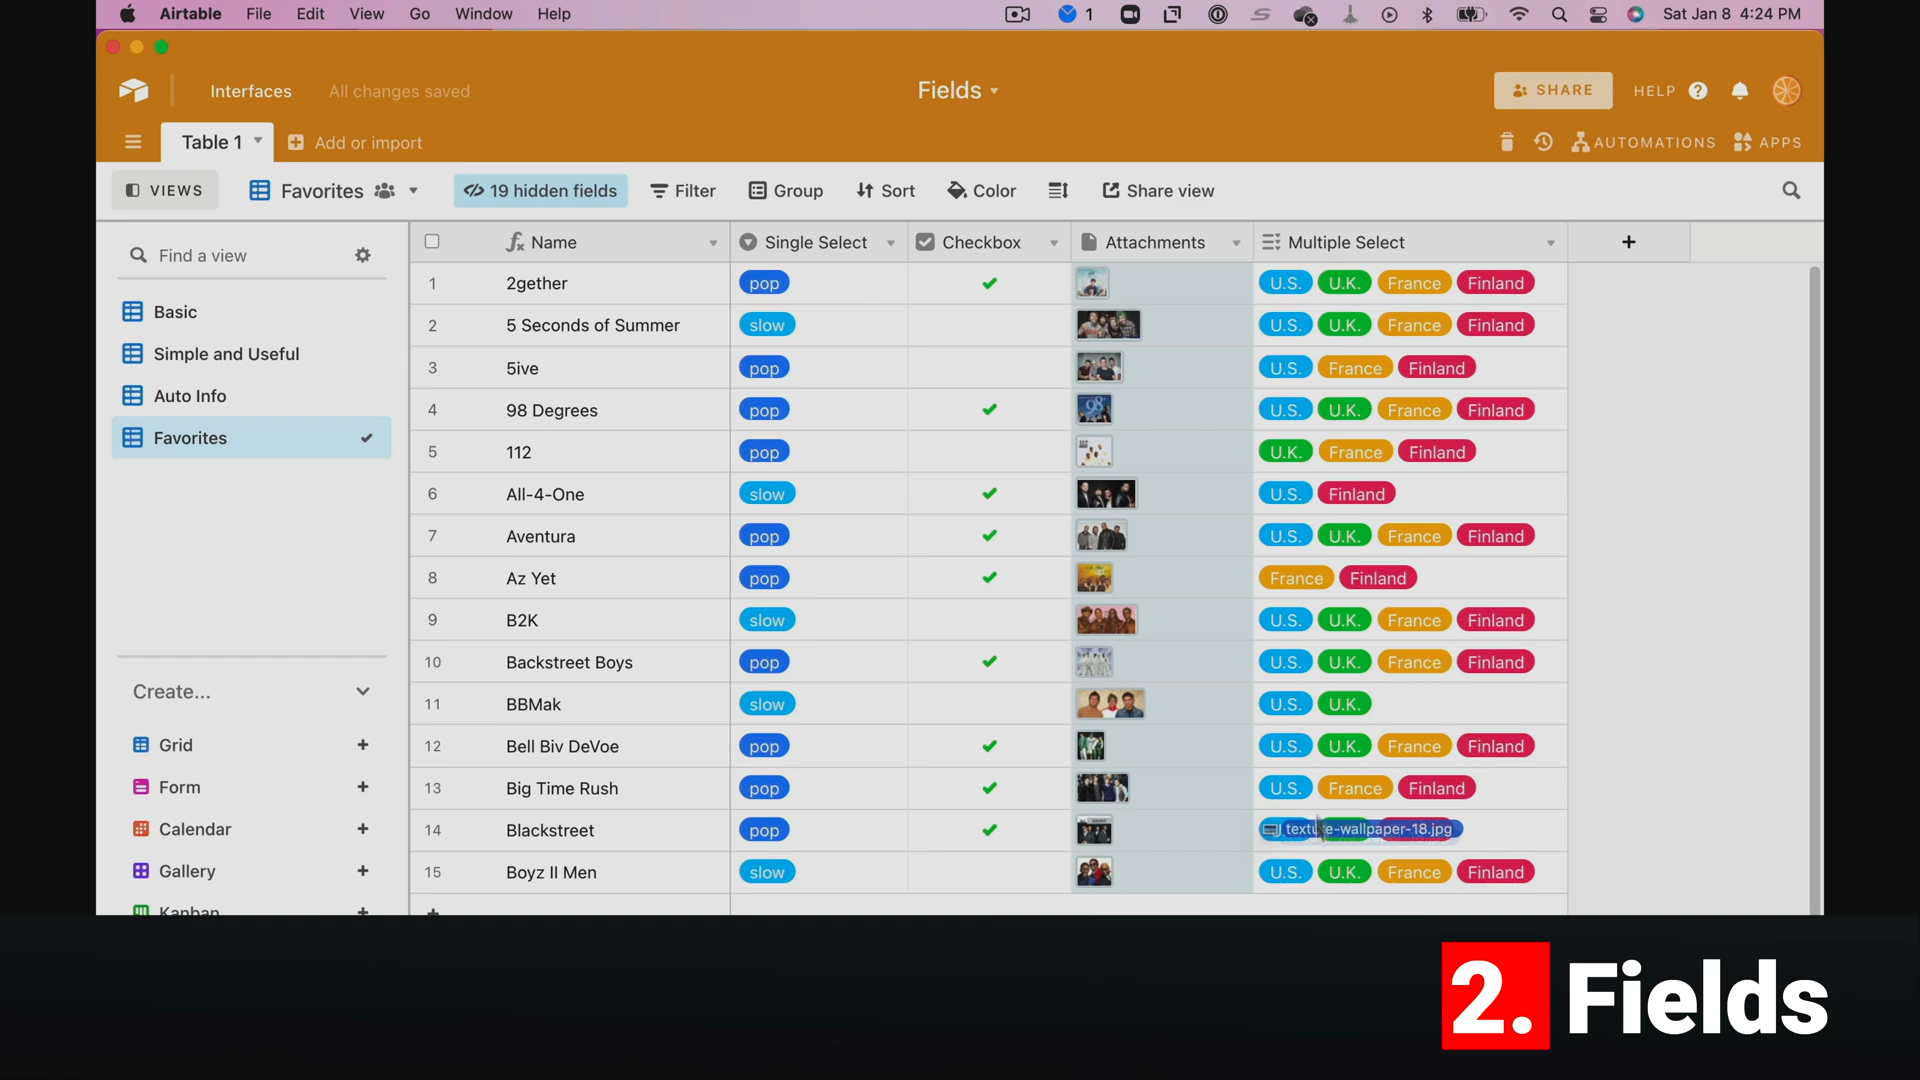 Airtable File Edit View Go Window Help 1 Sat Jan 8 4:24 PM
Interfaces All changes saved Fields SHARE HELP
Table 1 Add or import AUTOMATIONS APPS
VIEWS Favorites 19 hidden fields Filter Group Sort Color Share view
Find a view
Basic
Simple and Useful
Auto Info
Favorites
Create...
Grid
Form
Calendar
Gallery
Kanban
Name Single Select Checkbox Attachments Multiple Select
1 2gether pop U.S. U.K. France Finland
2 5 Seconds of Summer slow U.S. U.K. France Finland
3 5ive pop U.S. France Finland
4 98 Degrees pop 98 U.S. U.K. France Finland
5 112 pop 112 U.K. France Finland
6 All-4-One slow U.S. Finland
7 Aventura pop U.S. U.K. France Finland
8 Az Yet pop France Finland
9 B2K slow U.S. U.K. France Finland
10 Backstreet Boys pop U.S. U.K. France Finland
11 BBMak slow U.S. U.K.
12 Bell Biv DeVoe pop U.S. U.K. France Finland
13 Big Time Rush pop U.S. France Finland
14 Blackstreet pop texture-wallpaper-18.jpg
15 Boyz II Men slow U.S. U.K. France Finland
2. Fields